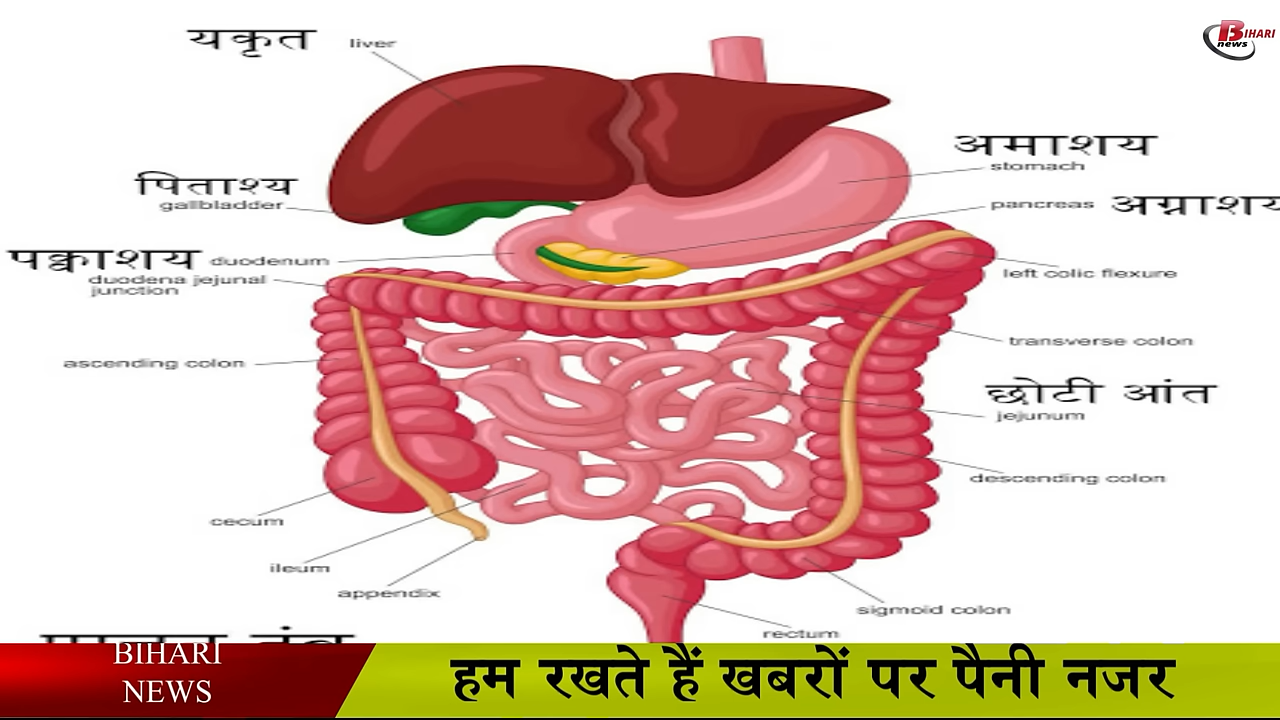 यकृत
liver
BIHARI
news
अमाशय
stomach
पिताश्य
gallbladder
pancreas अग्नाशय
पक्वाशय duodenum
duodena jejunal
junction
left colic flexure
transverse colon
ascending colon
छोटी आंत
jejunum
descending colon
cecum
ileum
appendix
sigmoid colon
rectum
BIHARI
NEWS
हम रखते हैं खबरों पर पैनी नजर